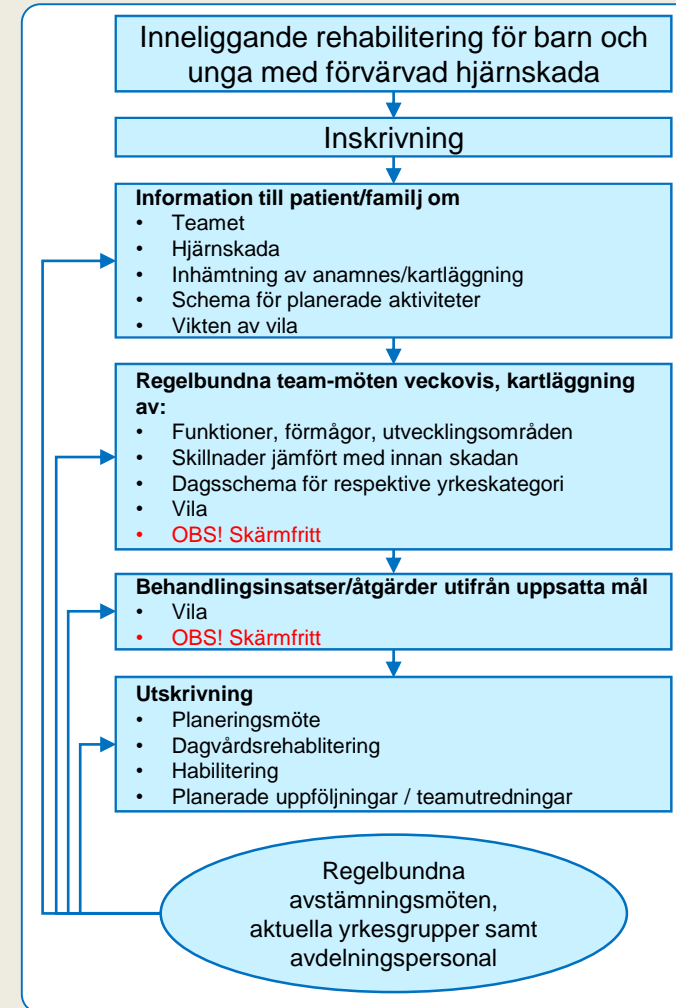 Inneliggande rehabilitering för barn och
unga med förvärvad hjärnskada
Inskrivning
Information till patient/familj om
• Teamet
• Hjärnskada
• Inhämtning av anamnes/kartläggning
• Schema för planerade aktiviteter
• Vikten av vila
Regelbundna team-möten veckovis, kartläggning
av:
• Funktioner, förmågor, utvecklingsområden
• Skillnader jämfört med innan skadan
• Dagsschema för respektive yrkeskategori
• Vila
• OBS! Skärmfritt
Behandlingsinsatser/åtgärder utifrån uppsatta mål
• Vila
• OBS! Skärmfritt
Utskrivning
• Planeringsmöte
• Dagvårdsrehablitering
• Habilitering
• Planerade uppföljningar / teamutredningar
Regelbundna
avstämningsmöten,
aktuella yrkesgrupper samt
avdelningspersonal